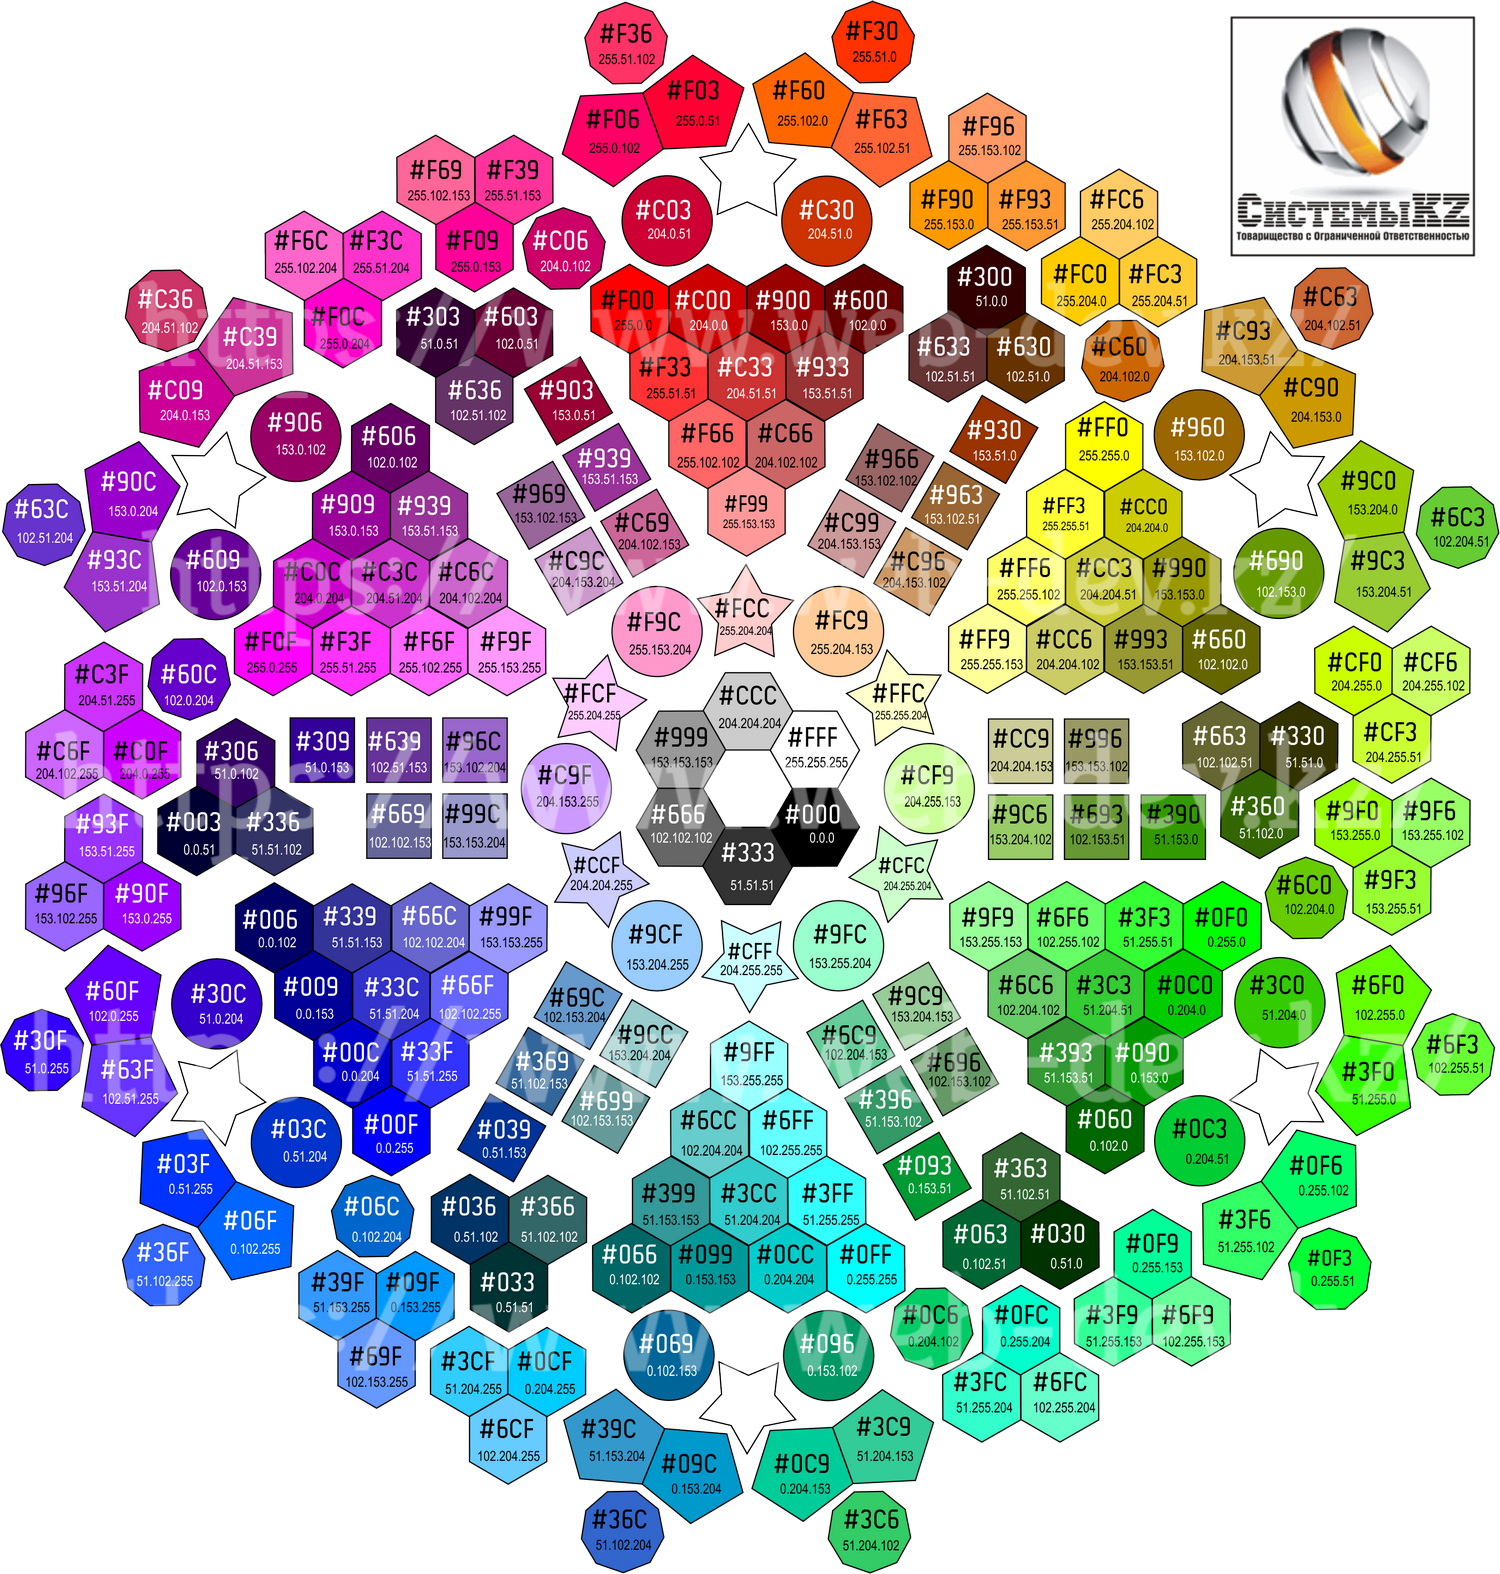 #F36
255.51.102
#F30
255.51.0
#F03
255.0.51
#F60
255.102.0
#F06
255.0.102
#F63
255.102.51
СистемыKZ
Товарищество с Ограниченной Ответственностью
#F96
255.153.102
#F69
255.102.153
#F39
255.51.153
#F90
255.153.0
#F93
255.153.51
#FC6
255.204.102
#C03
204.0.51
#C30
204.51.0
#F6C
255.102.204
#F3C
255.51.204
#F09
255.0.153
#C06
204.0.102
#FC0
255.204.0
#FC3
255.204.51
#300
51.0.0
#C36
204.51.102
#C39
204.51.153
#F0C
255.0.204
#303
51.0.51
#603
102.0.51
#F00
255.0.0
#C00
204.0.0
#900
153.0.0
#600
102.0.0
#633
102.51.51
#630
102.51.0
#C60
204.102.0
#C93
204.153.51
#C63
204.102.51
https://www.web-dev.kz/
#C09
204.0.153
#636
102.51.102
#903
153.0.51
#F33
255.51.51
#C33
204.51.51
#933
153.51.51
#C90
204.153.0
#906
153.0.102
#606
102.0.102
#939
153.51.153
#F66
255.102.102
#C66
204.102.102
#966
153.102.102
#930
153.51.0
#FF0
255.255.0
#960
153.102.0
#90C
153.0.204
#63C
102.51.204
#909
153.0.153
#939
153.51.153
#969
153.102.153
#C69
204.102.153
#F99
255.153.153
#C99
204.153.153
#963
153.102.51
#FF3
255.255.51
#CC0
204.204.0
#9C0
153.204.0
#6C3
102.204.51
#93C
153.51.204
#609
102.0.153
#C0C
204.0.204
#C3C
204.51.204
#C6C
204.102.204
#C9C
204.153.204
#C96
204.153.102
#FF6
255.255.102
#CC3
204.204.51
#990
153.153.0
#690
102.153.0
#9C3
153.204.51
https://www.web-dev.kz/
#F0F
255.0.255
#F3F
255.51.255
#F6F
255.102.255
#F9F
255.153.255
#F9C
255.153.204
#FCC
255.204.204
#FC9
255.204.153
#FF9
255.255.153
#CC6
204.204.102
#993
153.153.51
#660
102.102.0
#C3F
204.51.255
#60C
102.0.204
#FCF
255.204.255
#CCC
204.204.204
#FFC
255.255.204
#CF0
204.255.0
#CF6
204.255.102
#C6F
204.102.255
#C0F
204.0.255
#306
51.0.102
#309
51.0.153
#639
102.51.153
#96C
153.102.204
#C9F
204.153.255
#999
153.153.153
#FFF
255.255.255
#CF9
204.255.153
#CC9
204.204.153
#996
153.153.102
#663
102.102.51
#330
51.51.0
#CF3
204.255.51
https://www.web-dev.kz/
#93F
153.51.255
#003
0.0.51
#336
51.51.102
#669
102.102.153
#99C
153.153.204
#666
102.102.102
#000
0.0.0
#9C6
153.204.102
#693
102.153.51
#390
51.153.0
#360
51.102.0
#9F0
153.255.0
#9F6
153.255.102
#96F
153.102.255
#90F
153.0.255
#CCF
204.204.255
#333
51.51.51
#CFC
204.255.204
#6C0
102.204.0
#9F3
153.255.51
#006
0.0.102
#339
51.51.153
#66C
102.102.204
#99F
153.153.255
#9CF
153.204.255
#CFF
204.255.255
#9FC
153.255.204
#9F9
153.255.153
#6F6
102.255.102
#3F3
51.255.51
#0F0
0.255.0
#60F
102.0.255
#30C
51.0.204
#009
0.0.153
#33C
51.51.204
#66F
102.102.255
#69C
102.153.204
#9C9
153.204.153
#6C6
102.204.102
#3C3
51.204.51
#0C0
0.204.0
#3C0
51.204.0
#6F0
102.255.0
#30F
51.0.255
#63F
102.51.255
#00C
0.0.204
#33F
51.51.255
#369
51.102.153
#9CC
153.204.204
#9FF
153.255.255
#6C9
102.204.153
#696
102.153.102
#393
51.153.51
#090
0.153.0
#3F0
51.255.0
#6F3
102.255.51
https://www.web-dev.kz/
#03C
0.51.204
#00F
0.0.255
#039
0.51.153
#699
102.153.153
#6CC
102.204.204
#6FF
102.255.255
#396
51.153.102
#060
0.102.0
#0C3
0.204.51
#03F
0.51.255
#093
0.153.51
#363
51.102.51
#0F6
0.255.102
#06F
0.102.255
#06C
0.102.204
#036
0.51.102
#366
51.102.102
#399
51.153.153
#3CC
51.204.204
#3FF
51.255.255
#063
0.102.51
#030
0.51.0
#3F6
51.255.102
#36F
51.102.255
#39F
51.153.255
#09F
0.153.255
#033
0.51.51
#066
0.102.102
#099
0.153.153
#0CC
0.204.204
#0FF
0.255.255
#0F9
0.255.153
#0F3
0.255.51
https://www.web-dev.kz/
#69F
102.153.255
#3CF
51.204.255
#0CF
0.204.255
#069
0.102.153
#096
0.153.102
#0C6
0.204.102
#0FC
0.255.204
#3F9
51.255.153
#6F9
102.255.153
#3FC
51.255.204
#6FC
102.255.204
#6CF
102.204.255
#39C
51.153.204
#09C
0.153.204
#0C9
0.204.153
#3C9
51.204.153
#36C
51.102.204
#3C6
51.204.102